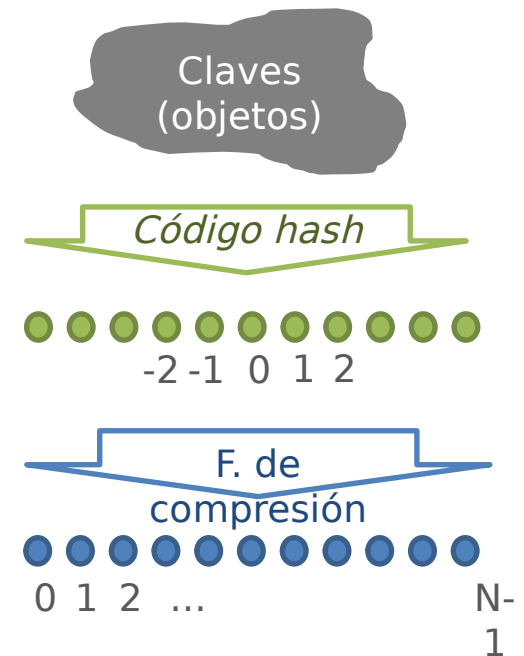 Claves
(objetos)
Código hash
-2 -1 0 1 2
F. de
compresión
0 1 2 ... N-
1